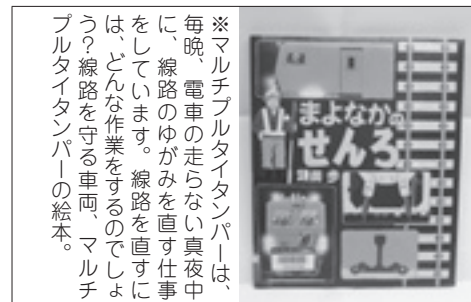 ※マルチプルタイタンパーは、
毎晩、電車の走らない真夜中
に、線路のゆがみを直す仕事
をしています。線路を直すに
は、どんな作業をするのでしょ
う？線路を守る車両、マルチ
プルタイタンパーの絵本。
まよなかの
せんろ